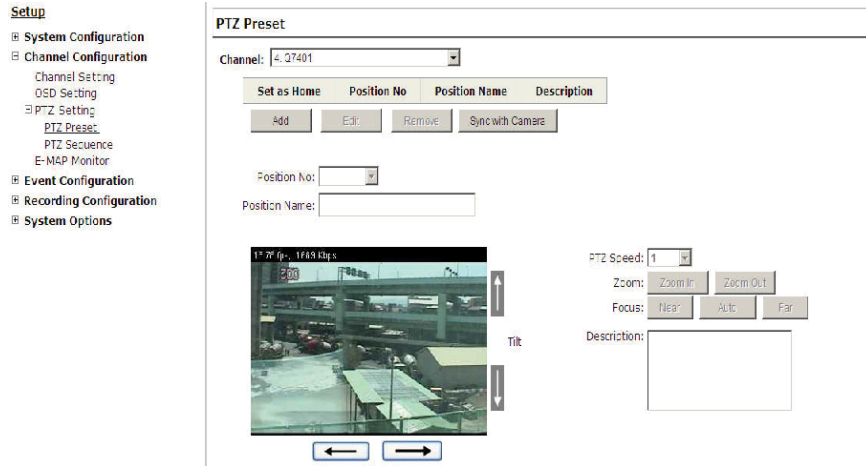 Setup
System Configuration
Channel Configuration
Channel Setting
OSD Setting
PTZ Setting
PTZ Preset
PTZ Sequence
E-MAP Monitor
Event Configuration
Recording Configuration
System Options
PTZ Preset
Channel: 4. Q7401
Set as Home Position No Position Name Description
Add Edit Remove Sync with Camera
Position No:
Position Name:
Kbps
Tilt
PTZ Speed: 1
Zoom: Zoom In Zoom Out
Focus: Near Auto Far
Description: